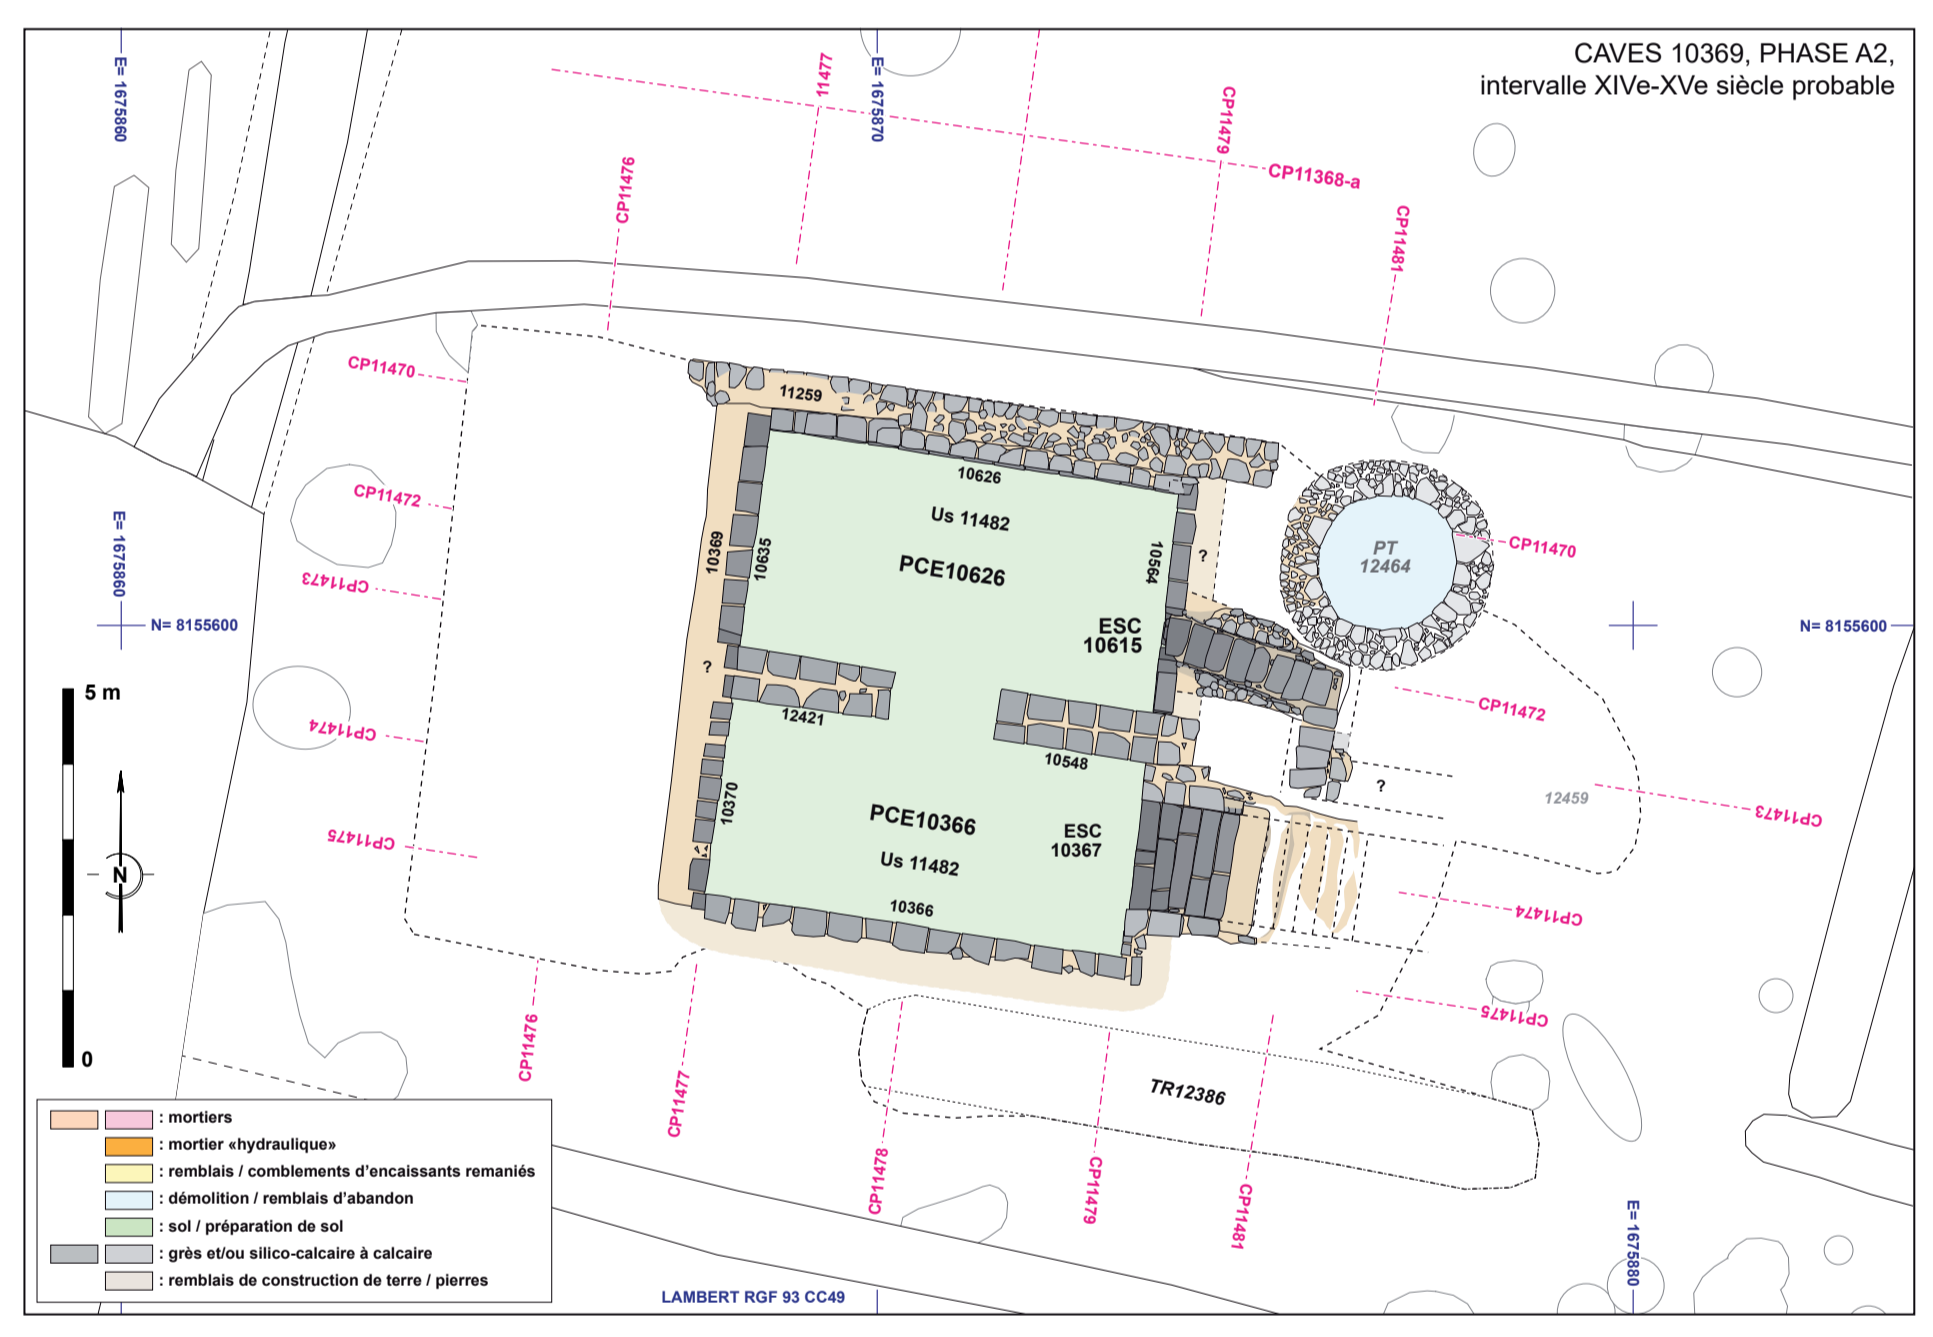 CAVES 10369, PHASE A2,
intervalle XIVe-XVe siècle probable
E= 1675860
11477
E= 1675870
CP11479
CP11368-a
CP11476
CP11481
CP11470
11259
CP11472
10626
Us 11482
PCE10626
10369
10635
10564
?
PT
12464
CP11470
E= 1675860
CP11473
N= 8155600
N= 8155600
ESC
10615
?
5 m
12421
CP11472
CP11474
10548
?
12459
CP11473
10370
PCE10366
ESC
10367
CP11475
Us 11482
10366
CP11474
N
CP11475
CP11476
0
TR12386
CP11477
CP11478
CP11479
CP11481
E= 1675880
: mortiers
: mortier «hydraulique»
: remblais / comblements d'encaissants remaniés
: démolition / remblais d'abandon
: sol / préparation de sol
: grès et/ou silico-calcaire à calcaire
: remblais de construction de terre / pierres
LAMBERT RGF 93 CC49